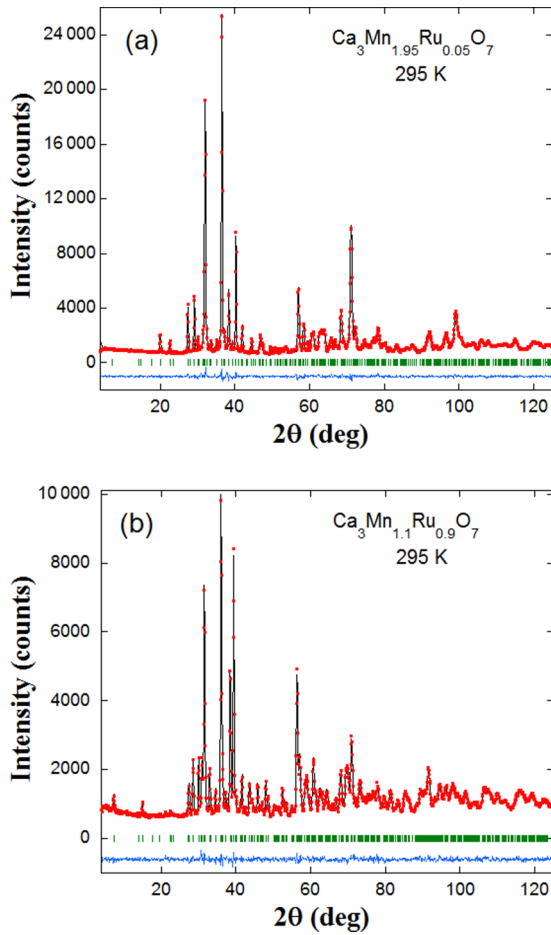 24 000
(a)
Ca3Mn1.95Ru0.05O7
295 K
20 000
16 000
12 000
8000
4000
0
Intensity (counts)
20 40 60 80 100 120
2θ (deg)
10 000
(b)
Ca3Mn1.1Ru0.9O7
295 K
8000
6000
4000
2000
0
Intensity (counts)
20 40 60 80 100 120
2θ (deg)